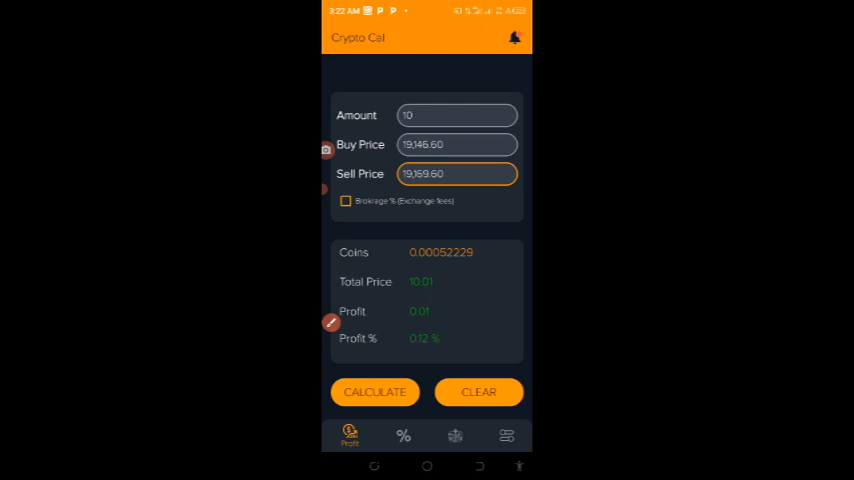 3:22 AM
Crypto Cal
Amount 10
Buy Price 19,146.60
Sell Price 19,169.60
Brokrage % (Exchange fees)
Coins 0.00052229
Total Price 10.01
Profit 0.01
Profit % 0.12 %
CALCULATE CLEAR
Profit